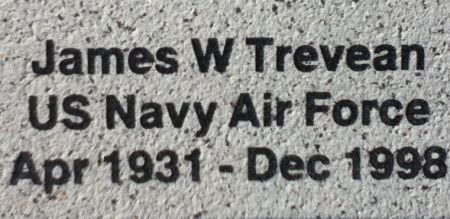 James W Trevean
US Navy Air Force
Apr 1931 - Dec 1998